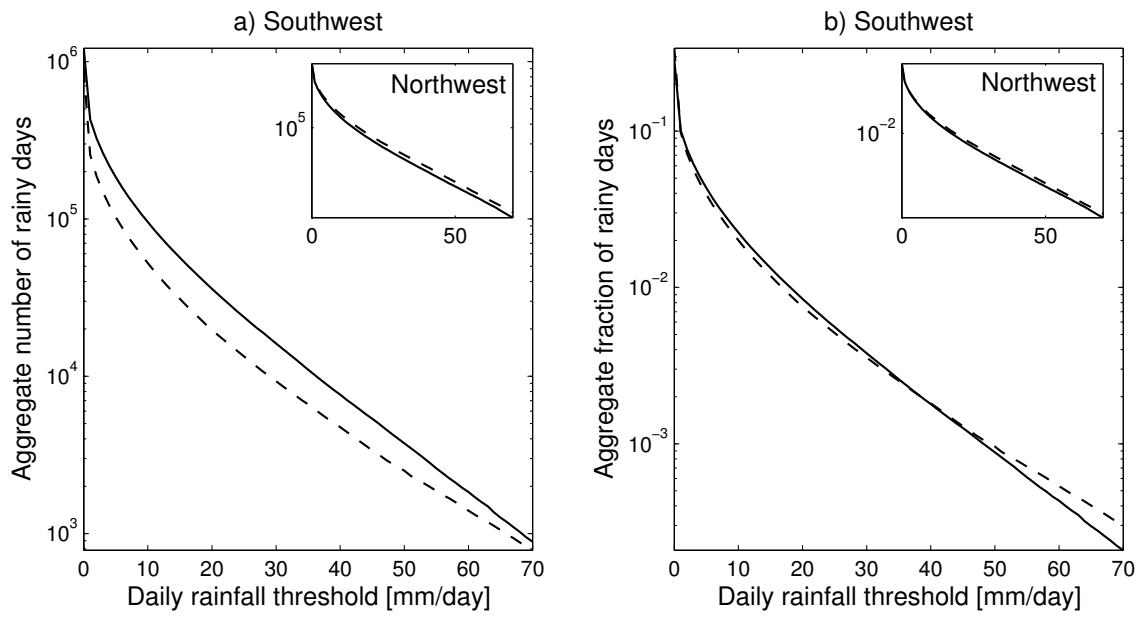 a) Southwest
Aggregate number of rainy days
10^6
10^5
10^4
10^3
0 10 20 30 40 50 60 70
Daily rainfall threshold [mm/day]
Northwest
10^5
0 50
b) Southwest
Aggregate fraction of rainy days
10^-1
10^-2
10^-3
0 10 20 30 40 50 60 70
Daily rainfall threshold [mm/day]
Northwest
10^-2
0 50